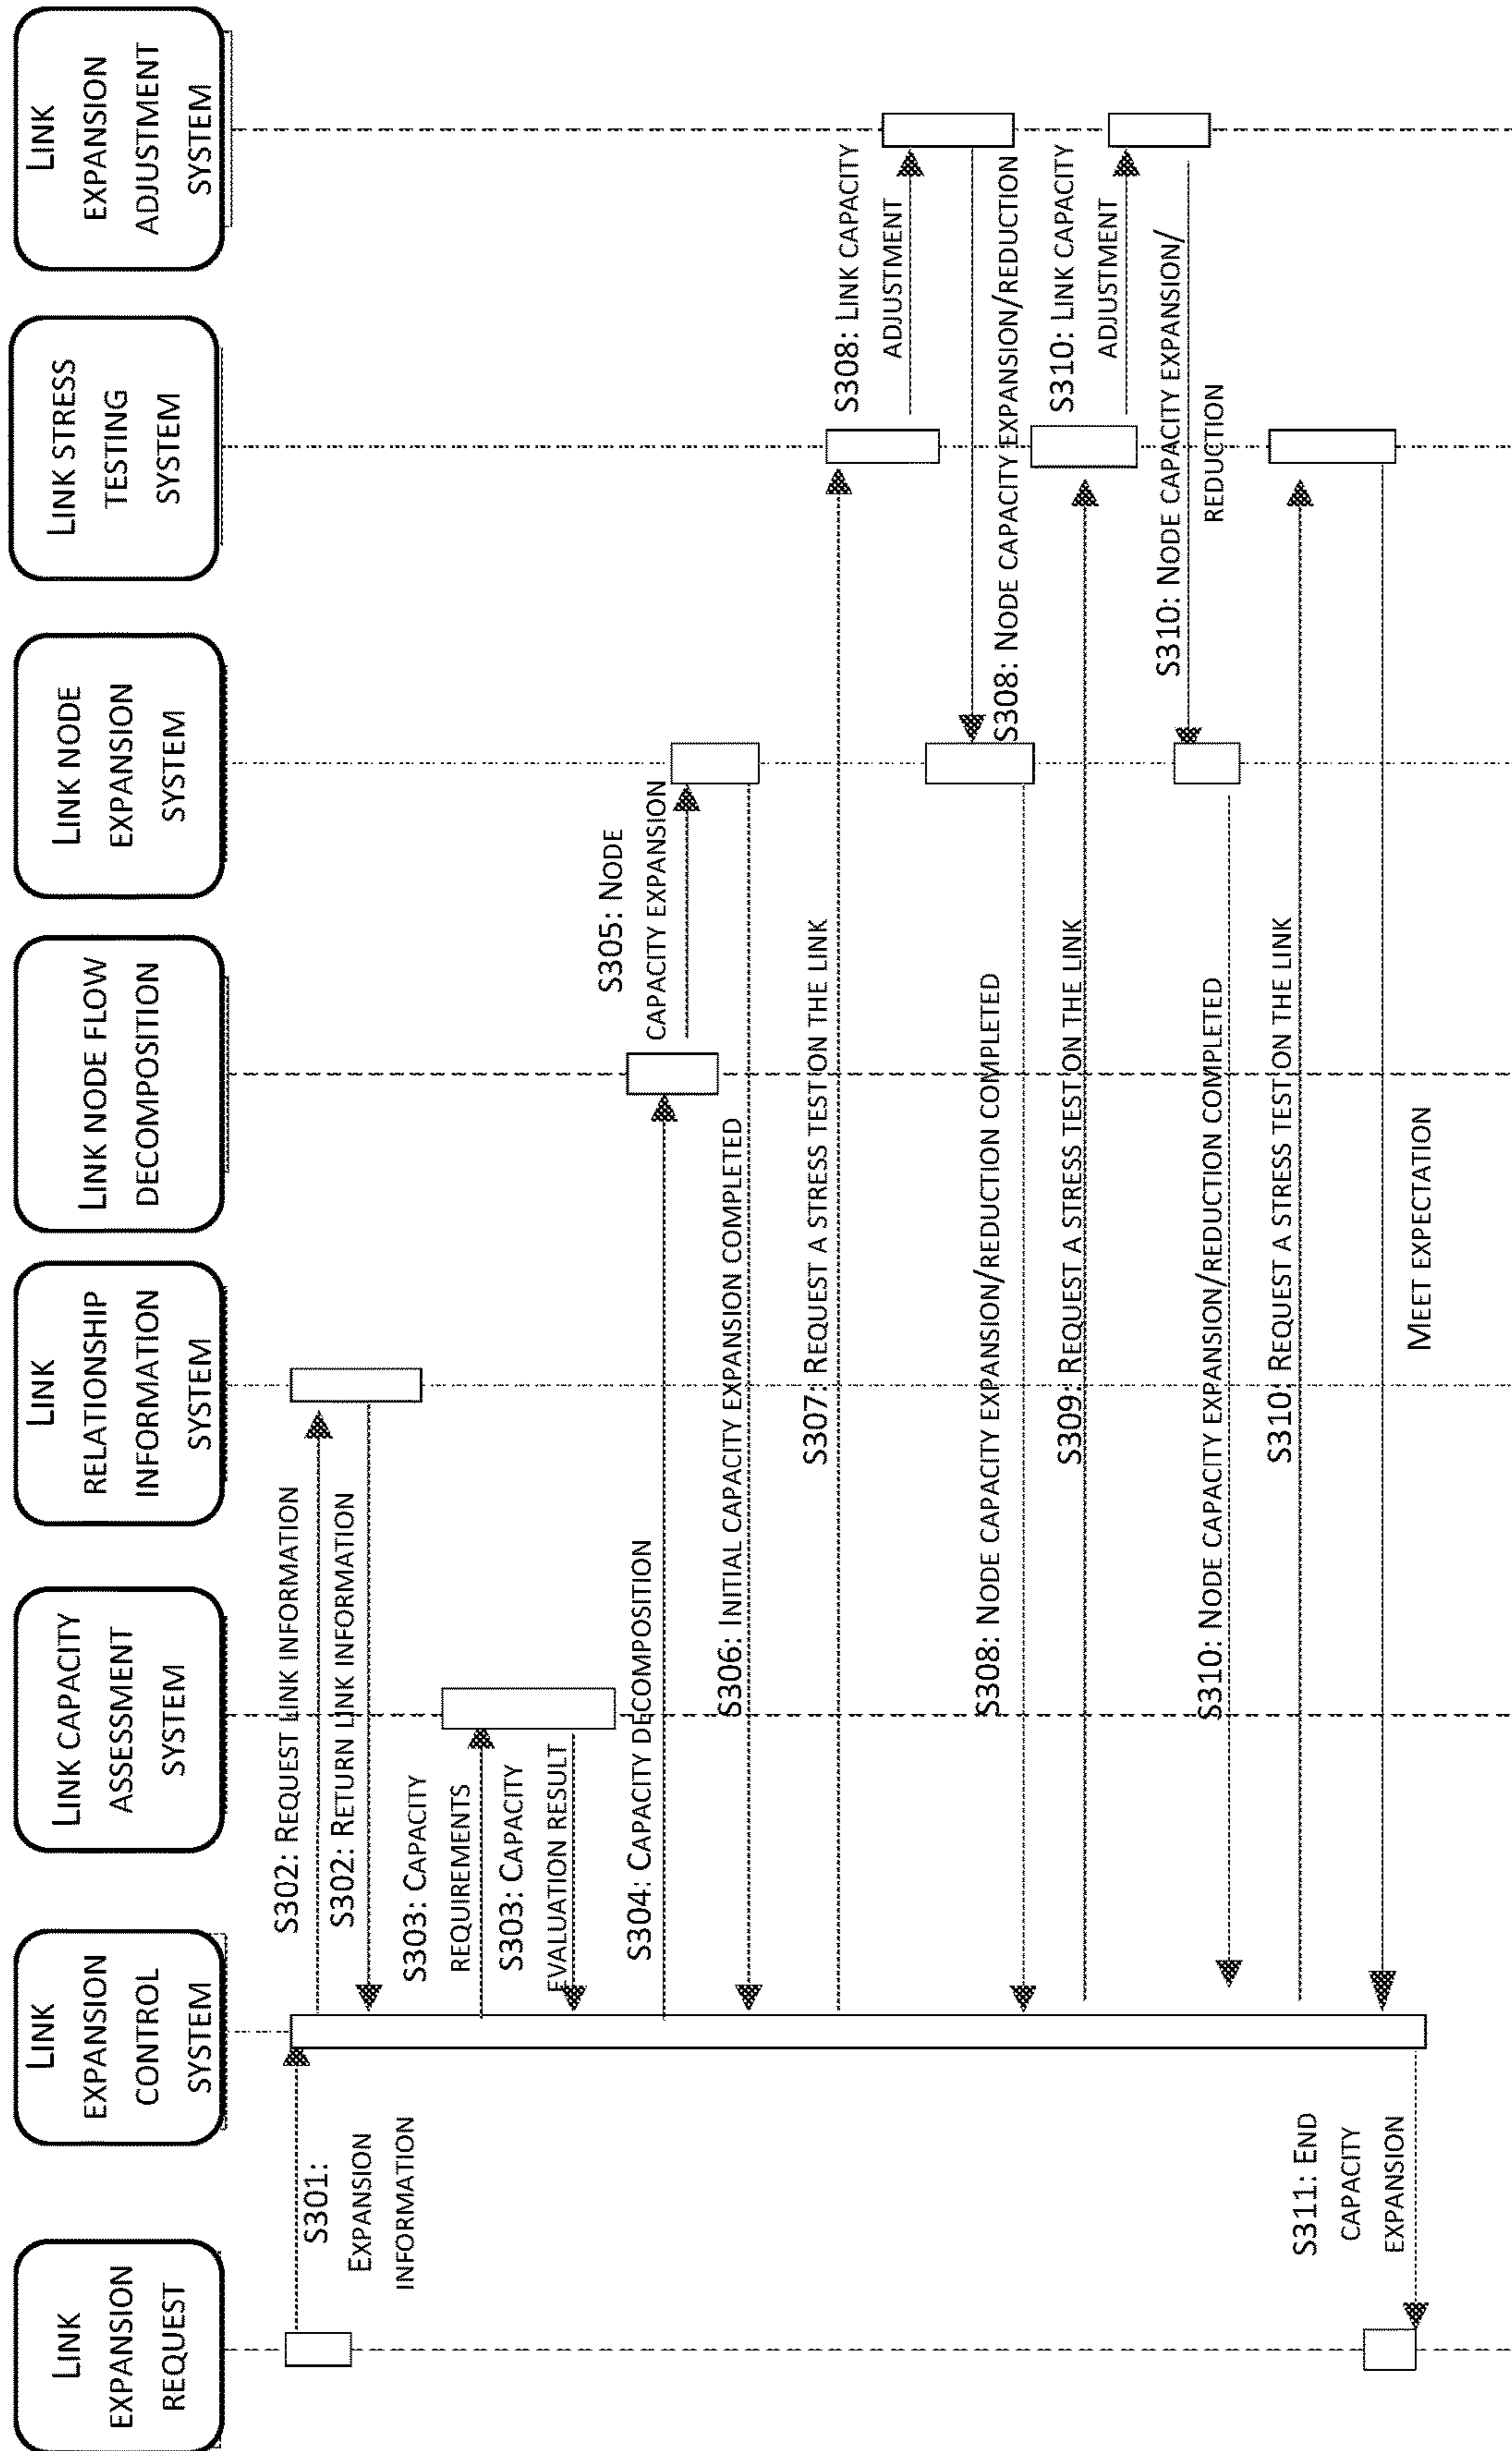 LINK
EXPANSION
REQUEST
LINK
EXPANSION
CONTROL
SYSTEM
LINK CAPACITY
ASSESSMENT
SYSTEM
LINK
RELATIONSHIP
INFORMATION
SYSTEM
LINK NODE FLOW
DECOMPOSITION
LINK NODE
EXPANSION
SYSTEM
LINK STRESS
TESTING
SYSTEM
LINK
EXPANSION
ADJUSTMENT
SYSTEM
S301:
EXPANSION
INFORMATION
S302: REQUEST LINK INFORMATION
S302: RETURN LINK INFORMATION
S303: CAPACITY
REQUIREMENTS
S303: CAPACITY
EVALUATION RESULT
S304: CAPACITY DECOMPOSITION
S305: NODE
CAPACITY EXPANSION
S306: INITIAL CAPACITY EXPANSION COMPLETED
S307: REQUEST A STRESS TEST ON THE LINK
S308: LINK CAPACITY
ADJUSTMENT
S308: NODE CAPACITY EXPANSION/REDUCTION
S308: NODE CAPACITY EXPANSION/REDUCTION COMPLETED
S309: REQUEST A STRESS TEST ON THE LINK
S310: LINK CAPACITY
ADJUSTMENT
S310: NODE CAPACITY EXPANSION/
REDUCTION
S310: NODE CAPACITY EXPANSION/REDUCTION COMPLETED
S310: REQUEST A STRESS TEST ON THE LINK
MEET EXPECTATION
S311: END
CAPACITY
EXPANSION